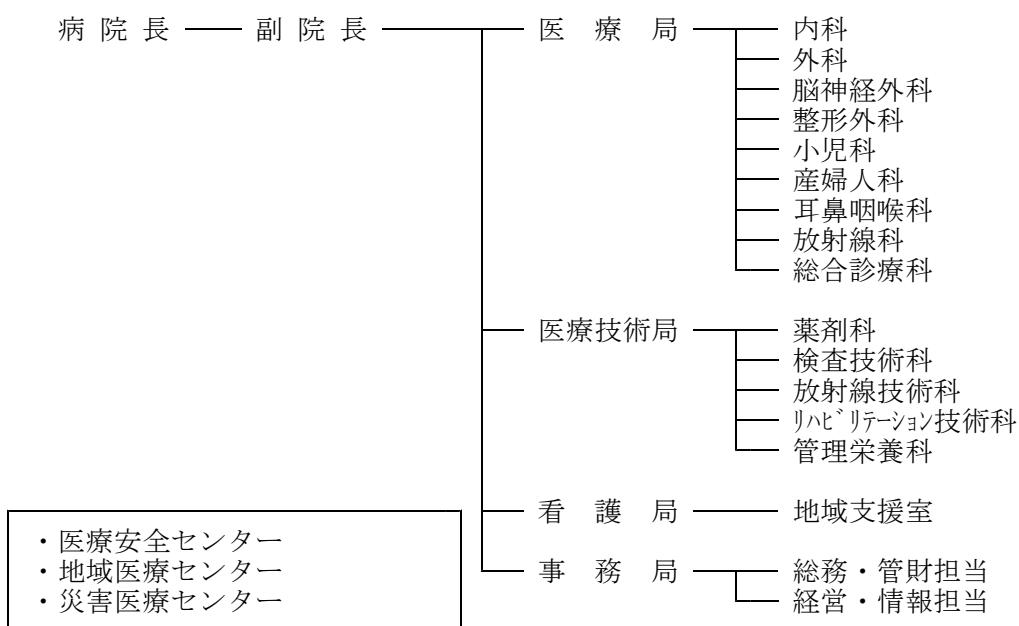 病院長 副院長 医療局 内科
外科
脳神経外科
整形外科
小児科
産婦人科
耳鼻咽喉科
放射線科
総合診療科
医療技術局 薬剤科
検査技術科
放射線技術科
ﾘﾊﾋﾞﾘﾃｰｼｮﾝ技術科
管理栄養科
看護局 地域支援室
事務局 総務・管財担当
経営・情報担当
・医療安全センター
・地域医療センター
・災害医療センター